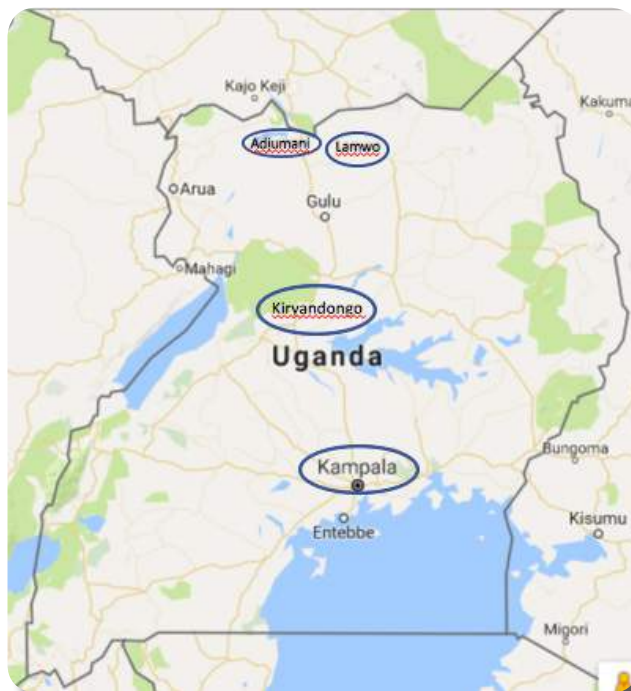 Kajo Keji
Kakuma
Adjumani
Lamwo
Arua
Gulu
Mahagi
Kiryandongo
Uganda
Kampala
Bungoma
Entebbe
Kisumu
Migori